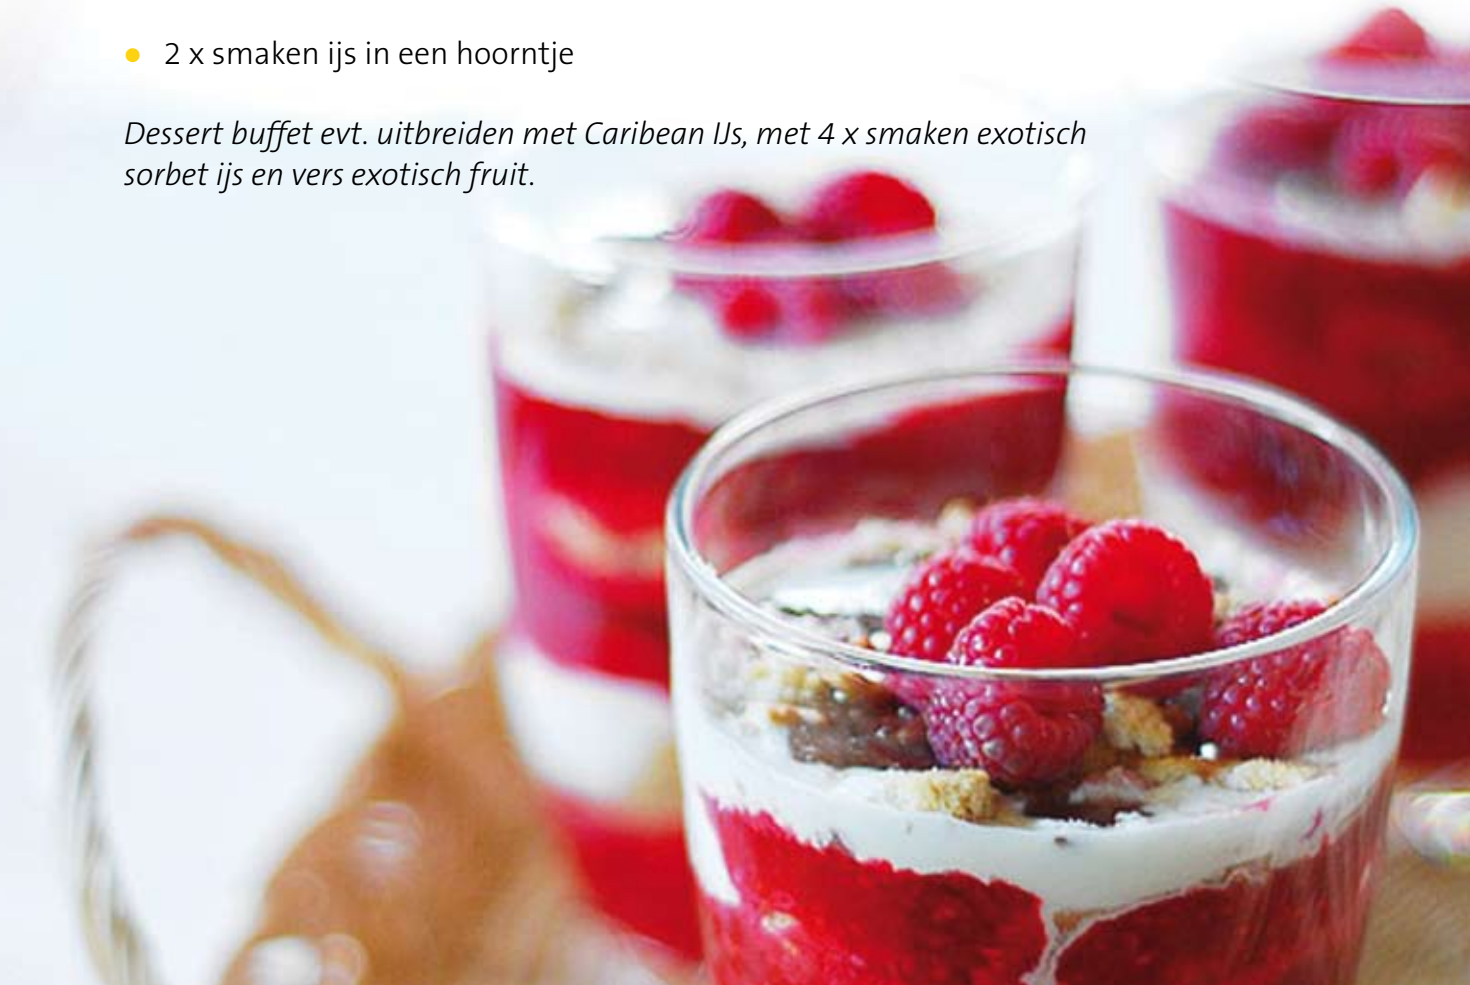 • 2 x smaken ijs in een hoorntje
Dessert buffet evt. uitbreiden met Caribean IJs, met 4 x smaken exotisch
sorbet ijs en vers exotisch fruit.